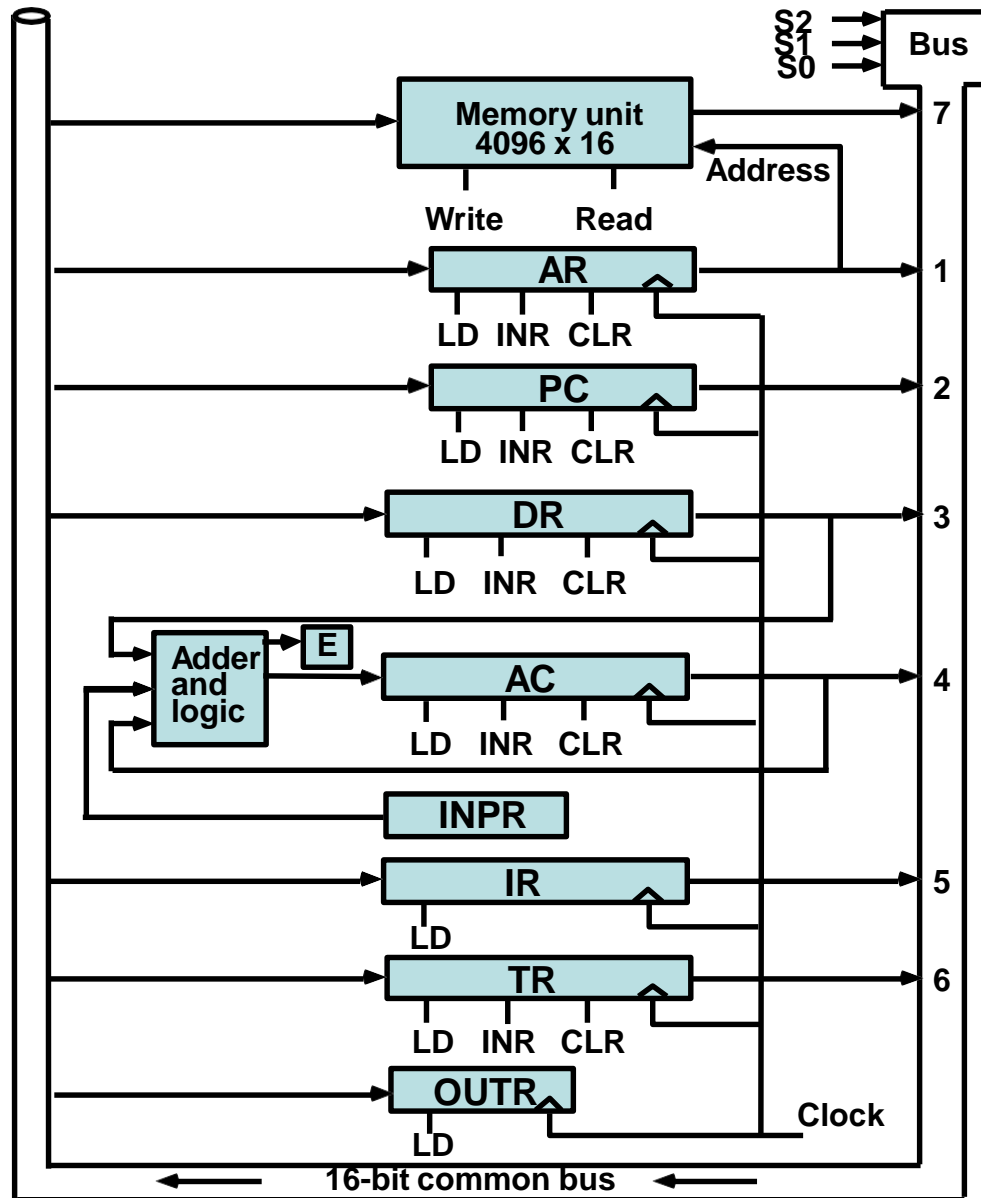 S2
S1
S0
Bus
Memory unit
4096 x 16
7
Address
Write Read
AR
1
LD INR CLR
PC
2
LD INR CLR
DR
3
LD INR CLR
Adder
and
logic
E
AC
4
LD INR CLR
INPR
IR
5
LD
TR
6
LD INR CLR
OUTR
LD
Clock
16-bit common bus